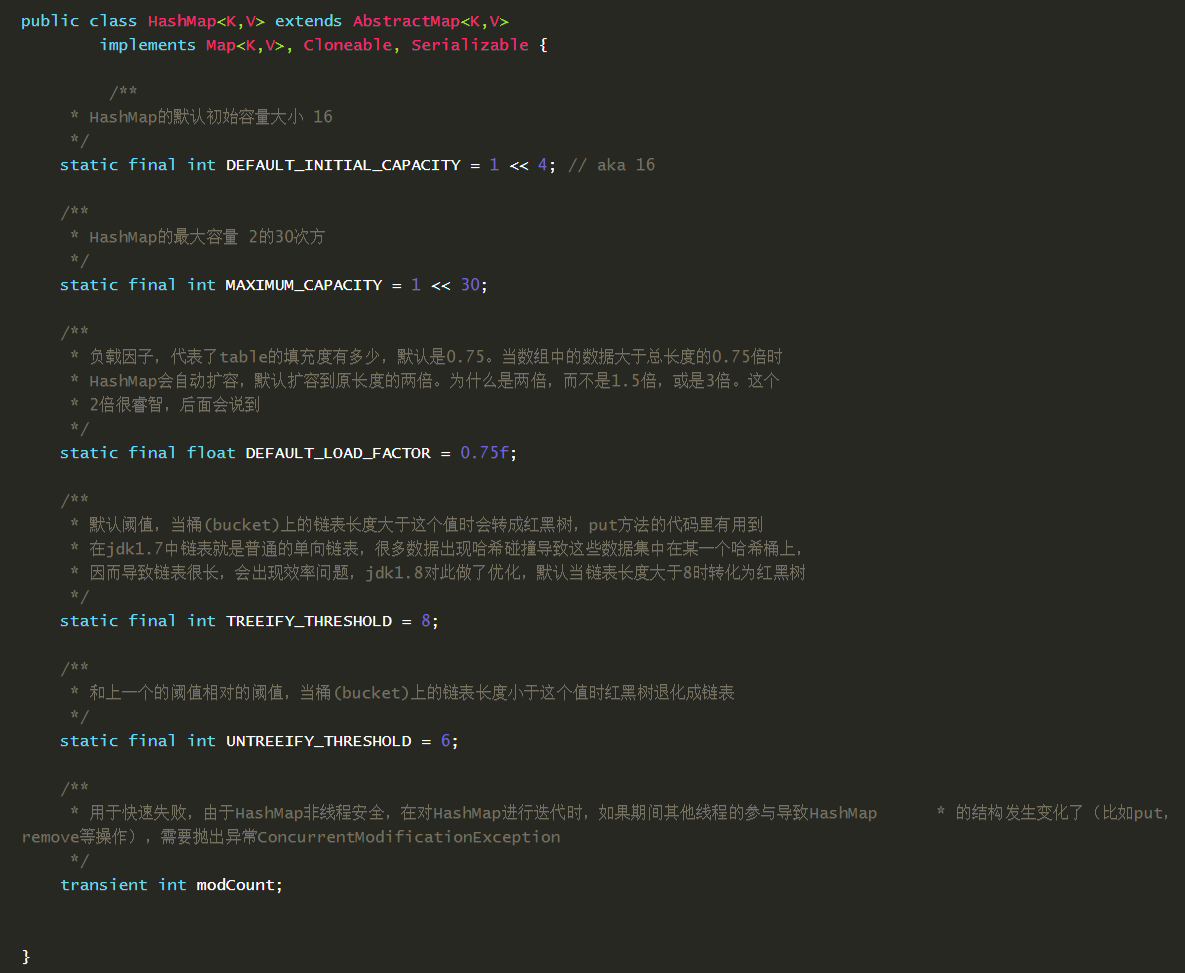 public class HashMap<K,V> extends AbstractMap<K,V>
        implements Map<K,V>, Cloneable, Serializable {

         /**
     * HashMap的默认初始容量大小 16
     */
    static final int DEFAULT_INITIAL_CAPACITY = 1 << 4; // aka 16

    /**
     * HashMap的最大容量 2的30次方
     */
    static final int MAXIMUM_CAPACITY = 1 << 30;

    /**
     * 负载因子，代表了table的填充度有多少，默认是0.75。当数组中的数据大于总长度的0.75倍时
     * HashMap会自动扩容，默认扩容到原长度的两倍。为什么是两倍，而不是1.5倍，或是3倍。这个
     * 2倍很睿智，后面会说到
     */
    static final float DEFAULT_LOAD_FACTOR = 0.75f;

    /**
     * 默认阈值，当桶(bucket)上的链表长度大于这个值时会转成红黑树，put方法的代码里有用到
     * 在jdk1.7中链表就是普通的单向链表，很多数据出现哈希碰撞导致这些数据集中在某一个哈希桶上，
     * 因而导致链表很长，会出现效率问题，jdk1.8对此做了优化，默认当链表长度大于8时转化为红黑树
     */
    static final int TREEIFY_THRESHOLD = 8;

    /**
     * 和上一个的阈值相对的阈值，当桶(bucket)上的链表长度小于这个值时红黑树退化成链表
     */
    static final int UNTREEIFY_THRESHOLD = 6;

    /**
     * 用于快速失败，由于HashMap非线程安全，在对HashMap进行迭代时，如果期间其他线程的参与导致HashMap      * 的结构发生变化了（比如put，
remove等操作），需要抛出异常ConcurrentModificationException
     */
    transient int modCount;

}